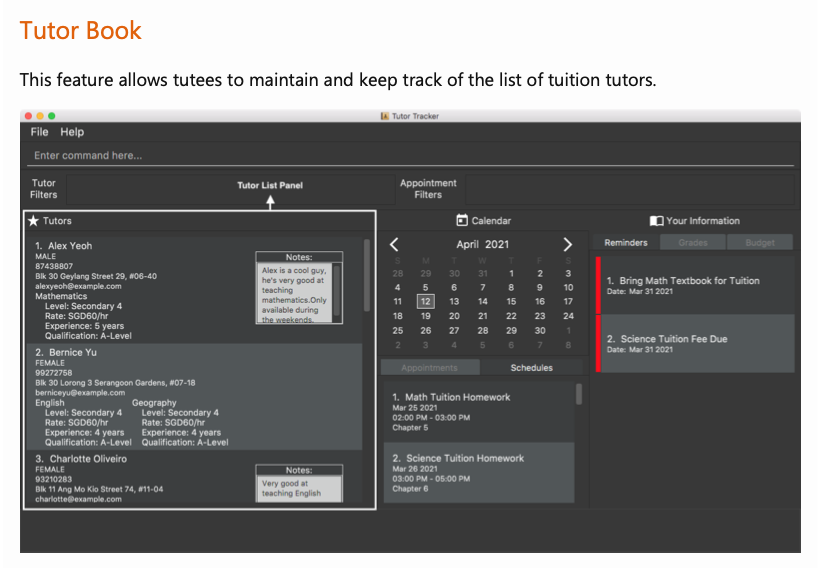 Tutor Book
This feature allows tutees to maintain and keep track of the list of tuition tutors.
Tutor Tracker
File Help
Enter command here...
Tutor Filters
Tutor List Panel
Appointment Filters
Tutors
1. Alex Yeoh
MALE
87438807
Blk 30 Geylang Street 29, #06-40
alexyeoh@example.com
Mathematics
Level: Secondary 4
Rate: SGD60/hr
Experience: 5 years
Qualification: A-Level
Notes:
Alex is a cool guy,
he's very good at
teaching
mathematics.Only
available during
the weekends.
2. Bernice Yu
FEMALE
99272758
Blk 30 Lorong 3 Serangoon Gardens, #07-18
berniceyu@example.com
English Geography
Level: Secondary 4 Level: Secondary 4
Rate: SGD60/hr Rate: SGD60/hr
Experience: 4 years Experience: 4 years
Qualification: A-Level Qualification: A-Level
3. Charlotte Oliveiro
FEMALE
93210283
Blk 11 Ang Mo Kio Street 74, #11-04
charlotte@example.com
Notes:
Very good at
teaching English
Calendar
April 2021
S M T W T F S
28 29 30 31 1 2 3
4 5 6 7 8 9 10
11 12 13 14 15 16 17
18 19 20 21 22 23 24
25 26 27 28 29 30 1
2 3 4 5 6 7 8
Appointments Schedules
1. Math Tuition Homework
Mar 25 2021
02:00 PM - 03:00 PM
Chapter 5
2. Science Tuition Homework
Mar 26 2021
03:00 PM - 05:00 PM
Chapter 6
Your Information
Reminders Grades Budget
1. Bring Math Textbook for Tuition
Date: Mar 31 2021
2. Science Tuition Fee Due
Date: Mar 31 2021